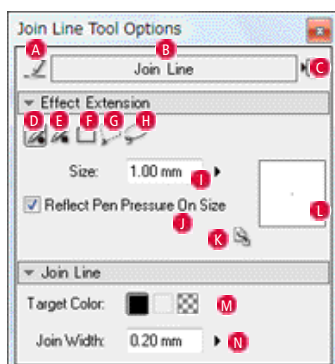 Join Line Tool Options
A B C
Join Line
Effect Extension
D E F G H
Size: 1.00 mm I
Reflect Pen Pressure On Size
J
K L
Join Line
Target Color: M
Join Width: 0.20 mm N